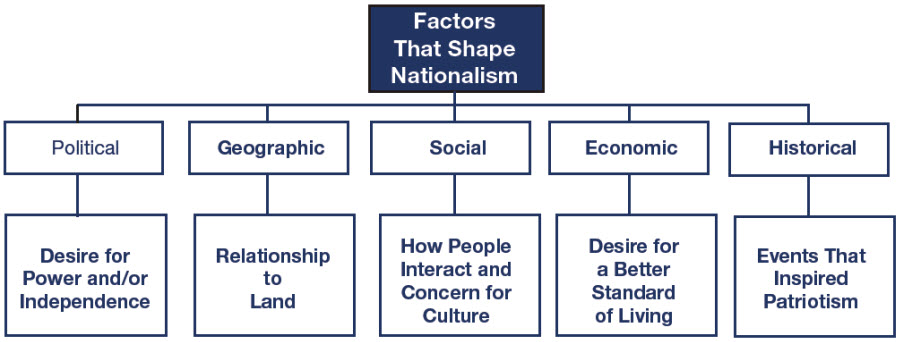 Factors
That Shape
Nationalism
Political
Geographic
Social
Economic
Historical
Desire for
Power and/or
Independence
Relationship
to
Land
How People
Interact and
Concern for
Culture
Desire for
a Better
Standard
of Living
Events That
Inspired
Patriotism